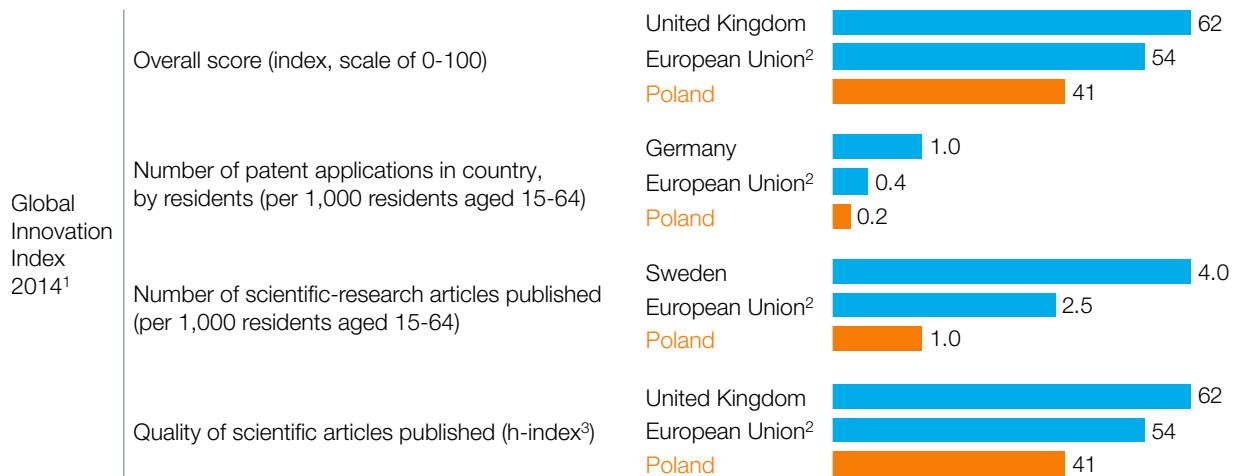 Global
Innovation
Index
2014¹
Overall score (index, scale of 0-100)
United Kingdom 62
European Union² 54
Poland 41
Number of patent applications in country,
by residents (per 1,000 residents aged 15-64)
Germany 1.0
European Union² 0.4
Poland 0.2
Number of scientific-research articles published
(per 1,000 residents aged 15-64)
Sweden 4.0
European Union² 2.5
Poland 1.0
Quality of scientific articles published (h-index³)
United Kingdom 62
European Union² 54
Poland 41